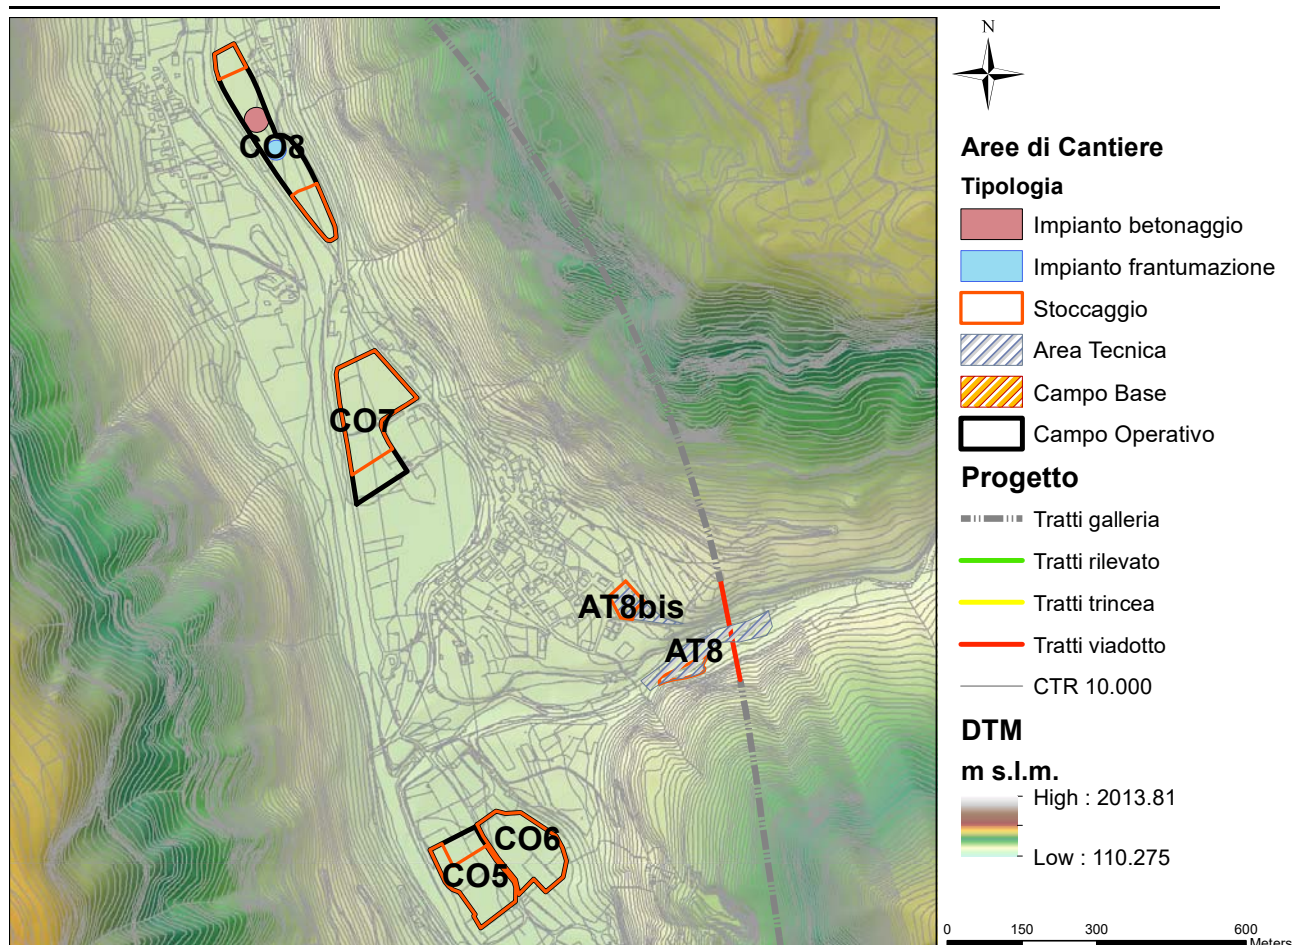 CO8
CO7
AT8bis
AT8
CO6
CO5
N
Aree di Cantiere
Tipologia
Impianto betonaggio
Impianto frantumazione
Stoccaggio
Area Tecnica
Campo Base
Campo Operativo
Progetto
Tratti galleria
Tratti rilevato
Tratti trincea
Tratti viadotto
CTR 10.000
DTM
m s.l.m.
High : 2013.81
Low : 110.275
0 150 300 600
Meters